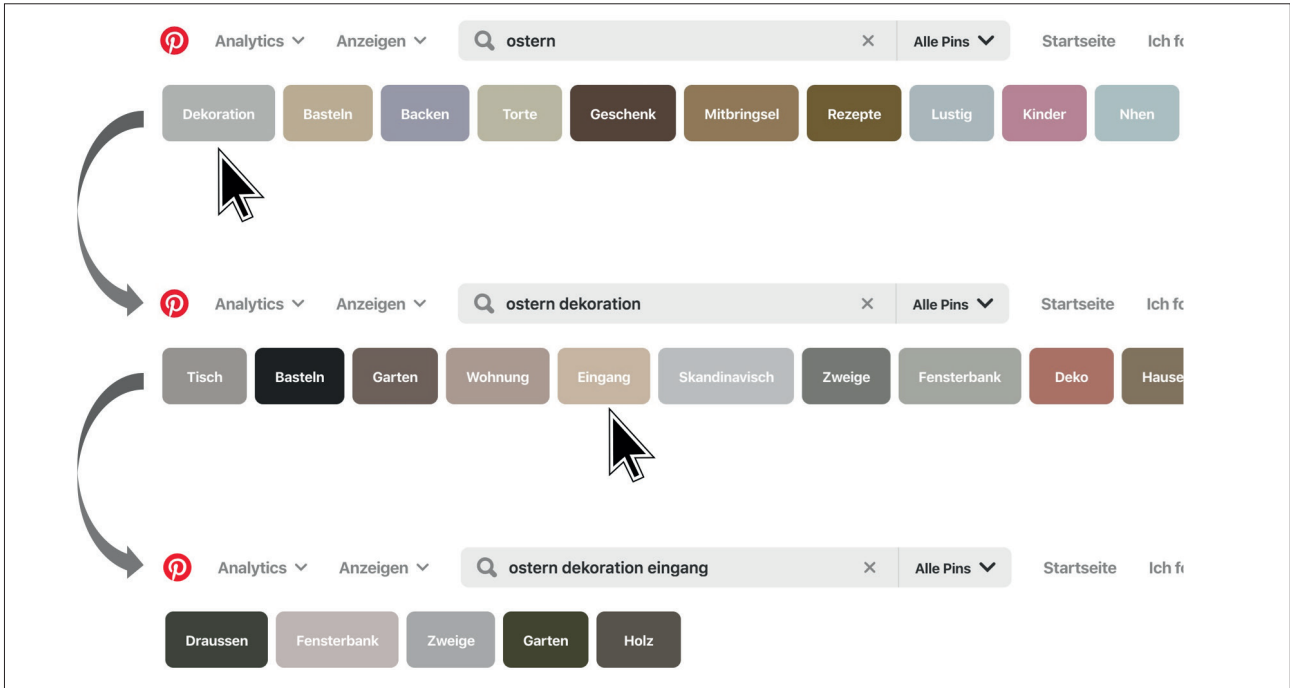 Analytics Anzeigen ostern Alle Pins Startseite Ich fo
Dekoration Basteln Backen Torte Geschenk Mitbringsel Rezepte Lustig Kinder Nhen
Analytics Anzeigen ostern dekoration Alle Pins Startseite Ich fo
Tisch Basteln Garten Wohnung Eingang Skandinavisch Zweige Fensterbank Deko Hause
Analytics Anzeigen ostern dekoration eingang Alle Pins Startseite Ich f
Draussen Fensterbank Zweige Garten Holz